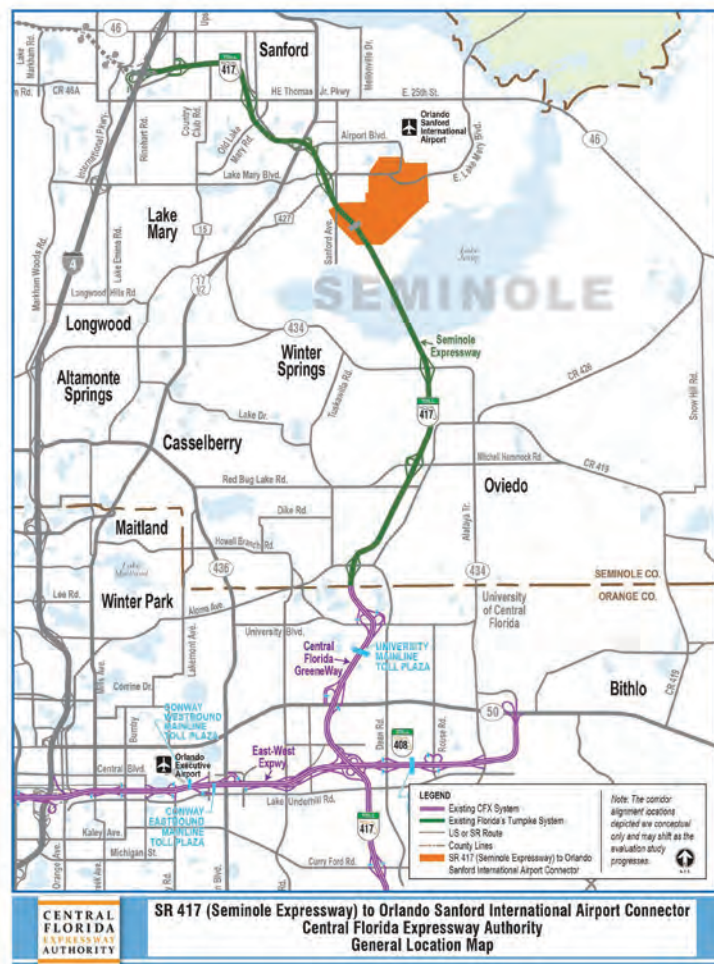 46
Lake
Markham Rd.
CR 46A
Sanford
TOLL
417
Mellonville Dr.
HE Thomas Jr. Pkwy
E. 25th St.
International Pkwy.
Rinehart Rd.
Country
Club Rd.
Old Lake
Mary Rd.
Airport Blvd.
Orlando
Sanford
International
Airport
E. Lake Mary Blvd.
46
Lake Mary Blvd.
Lake
Mary
15
427
Sanford Ave.
Markham Woods Rd.
4
Lake Emma Rd.
17
92
Longwood Hills Rd.
SEMINOLE
Longwood
434
Winter
Springs
Seminole
Expressway
Altamonte
Springs
Tuskawilla Rd.
CR 426
Snow Hill Rd.
Lake Dr.
TOLL
417
Casselberry
Mitchell Hammock Rd.
CR 419
Red Bug Lake Rd.
Oviedo
Dike Rd.
Alafaya Tr.
Maitland
Howell Branch Rd.
436
434
SEMINOLE CO.
ORANGE CO.
Lee Rd.
Winter Park
Aloma Ave.
University
of Central
Florida
University Blvd.
Central
Florida
GreeneWay
UNIVERSITY
MAINLINE
TOLL PLAZA
Lakemont Ave.
Mills Ave.
Corrine Dr.
CR 419
Bithlo
CONWAY
WESTBOUND
MAINLINE
TOLL PLAZA
Bumby
50
Dean Rd.
TOLL
408
Rouse Rd.
Orlando
Executive
Airport
East-West
Expwy.
Central Blvd.
Lake Underhill Rd.
CONWAY
EASTBOUND
MAINLINE
TOLL PLAZA
Kaley Ave.
Michigan St.
Orange Ave.
TOLL
417
Curry Ford Rd.
LEGEND
Existing CFX System
Existing Florida's Turnpike System
US or SR Route
County Lines
SR 417 (Seminole Expressway) to Orlando
Sanford International Airport Connector
Note: The corridor
alignment locations
depicted are conceptual
only and may shift as the
evaluation study
progresses.
CENTRAL
FLORIDA
EXPRESSWAY
AUTHORITY
SR 417 (Seminole Expressway) to Orlando Sanford International Airport Connector
Central Florida Expressway Authority
General Location Map